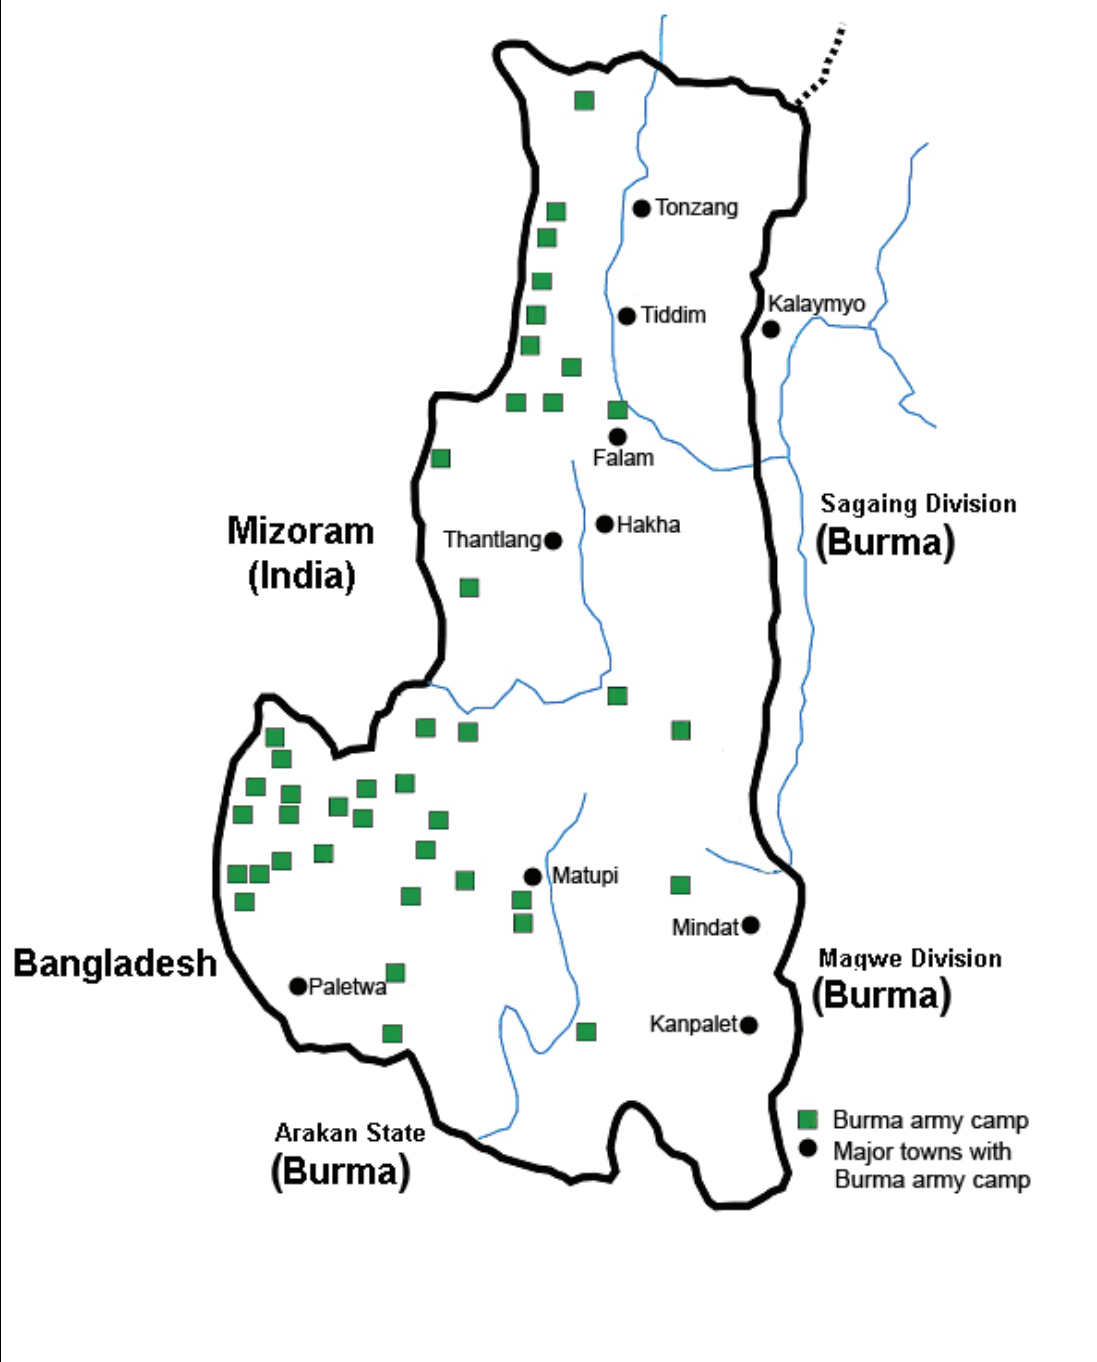 Tonzang
Kalaymyo
Tiddim
Falam
Sagaing Division
(Burma)
Mizoram
(India)
Hakha
Thantlang
Matupi
Mindat
Bangladesh
Maqwe Division
(Burma)
Paletwa
Kanpalet
Arakan State
(Burma)
Burma army camp
Major towns with
Burma army camp